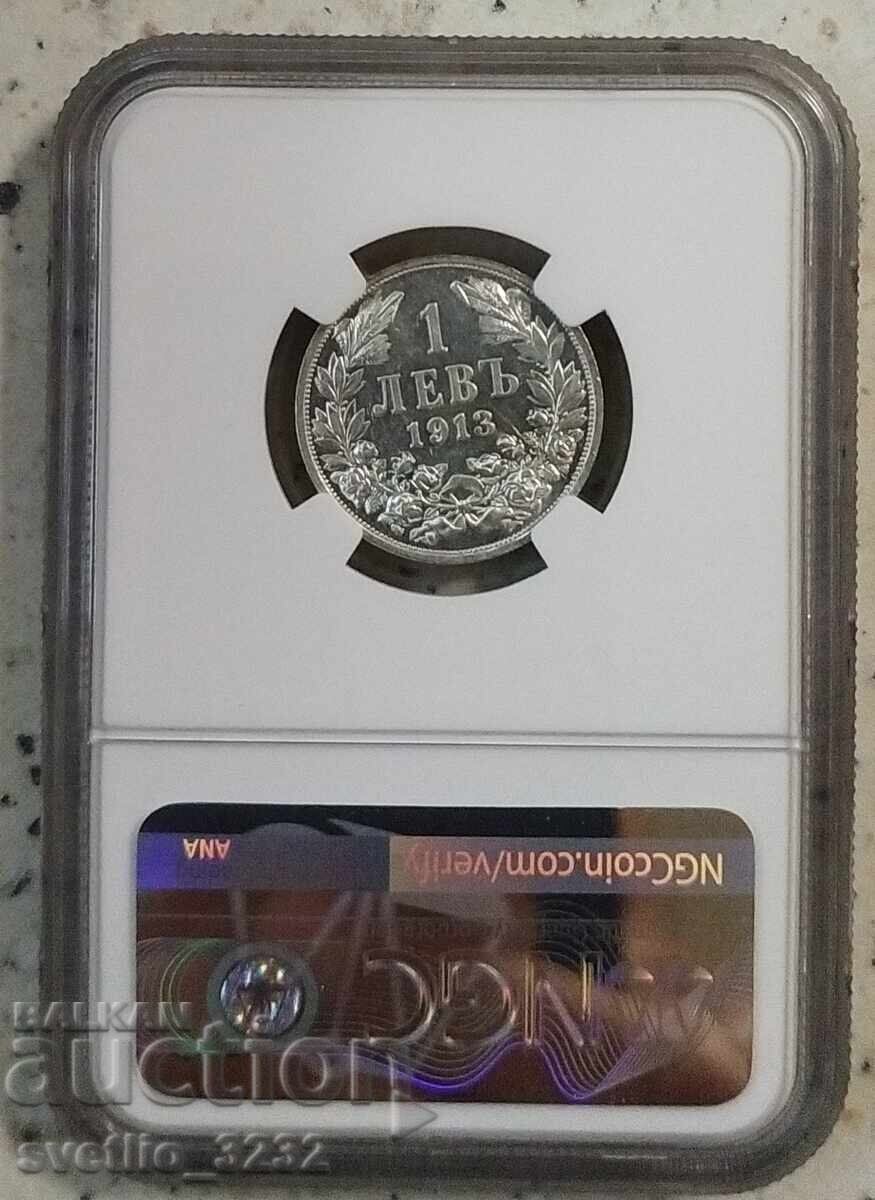 1
ЛЕВЪ
1913
NGCcoin.com/verify
ANA
NGC
BALKAN
auction
svetlio_3232